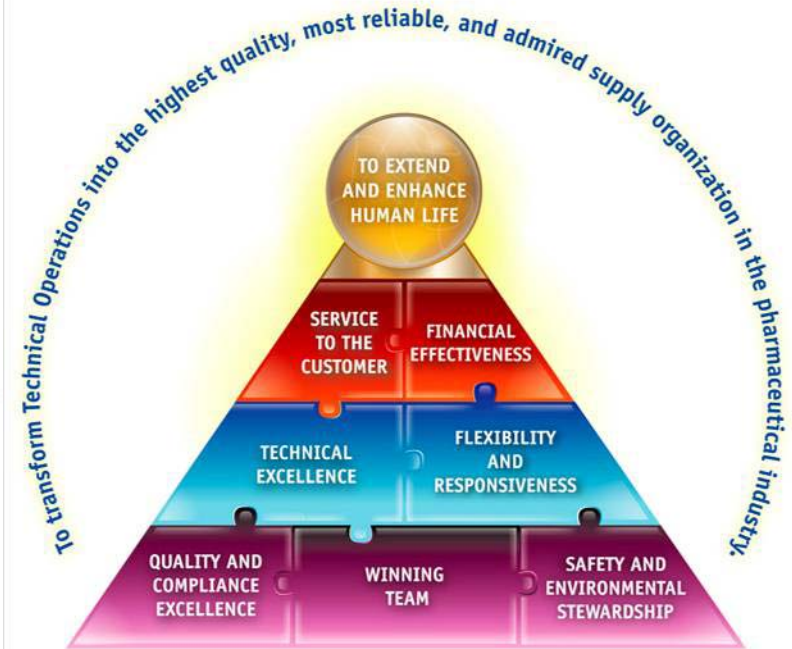 To transform Technical Operations into the highest quality, most reliable, and admired supply organization in the pharmaceutical industry.
TO EXTEND
AND ENHANCE
HUMAN LIFE
SERVICE
TO THE
CUSTOMER
FINANCIAL
EFFECTIVENESS
TECHNICAL
EXCELLENCE
FLEXIBILITY
AND
RESPONSIVENESS
QUALITY AND
COMPLIANCE
EXCELLENCE
WINNING
TEAM
SAFETY AND
ENVIRONMENTAL
STEWARDSHIP